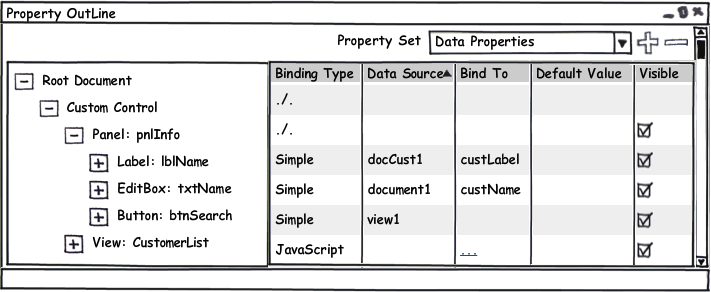 Property OutLine
Property Set Data Properties
Binding Type Data Source Bind To Default Value Visible
Root Document ./.
Custom Control ./.
Panel: pnlInfo
Label: lblName Simple docCust1 custLabel
EditBox: txtName Simple document1 custName
Button: btnSearch Simple view1
View: CustomerList JavaScript ...